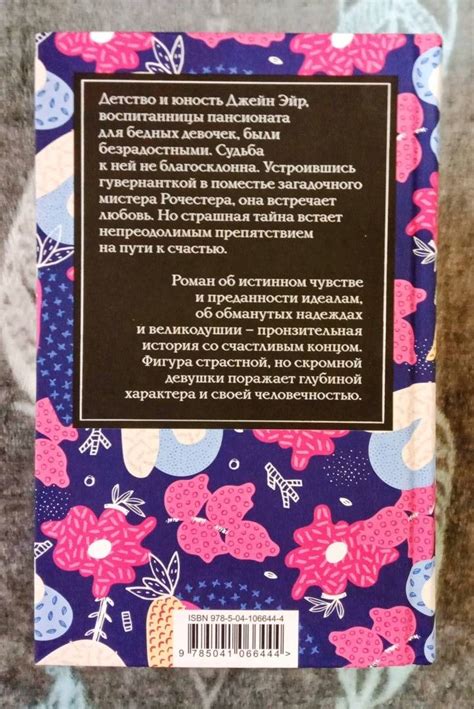 Детство и юность Джейн Эйр,
воспитанницы пансионата
для бедных девочек, были
безрадостными. Судьба
к ней не благосклонна. Устроившись
гувернанткой в поместье загадочного
мистера Рочестера, она встречает
любовь. Но страшная тайна встает
непреодолимым препятствием
на пути к счастью.
Роман об истинном чувстве
и преданности идеалам,
об обманутых надеждах
и великодушии – пронзительная
история со счастливым концом.
Фигура страстной, но скромной
девушки поражает глубиной
характера и своей человечностью.
ISBN 978-5-04-106644-4
9 785041 066444 >